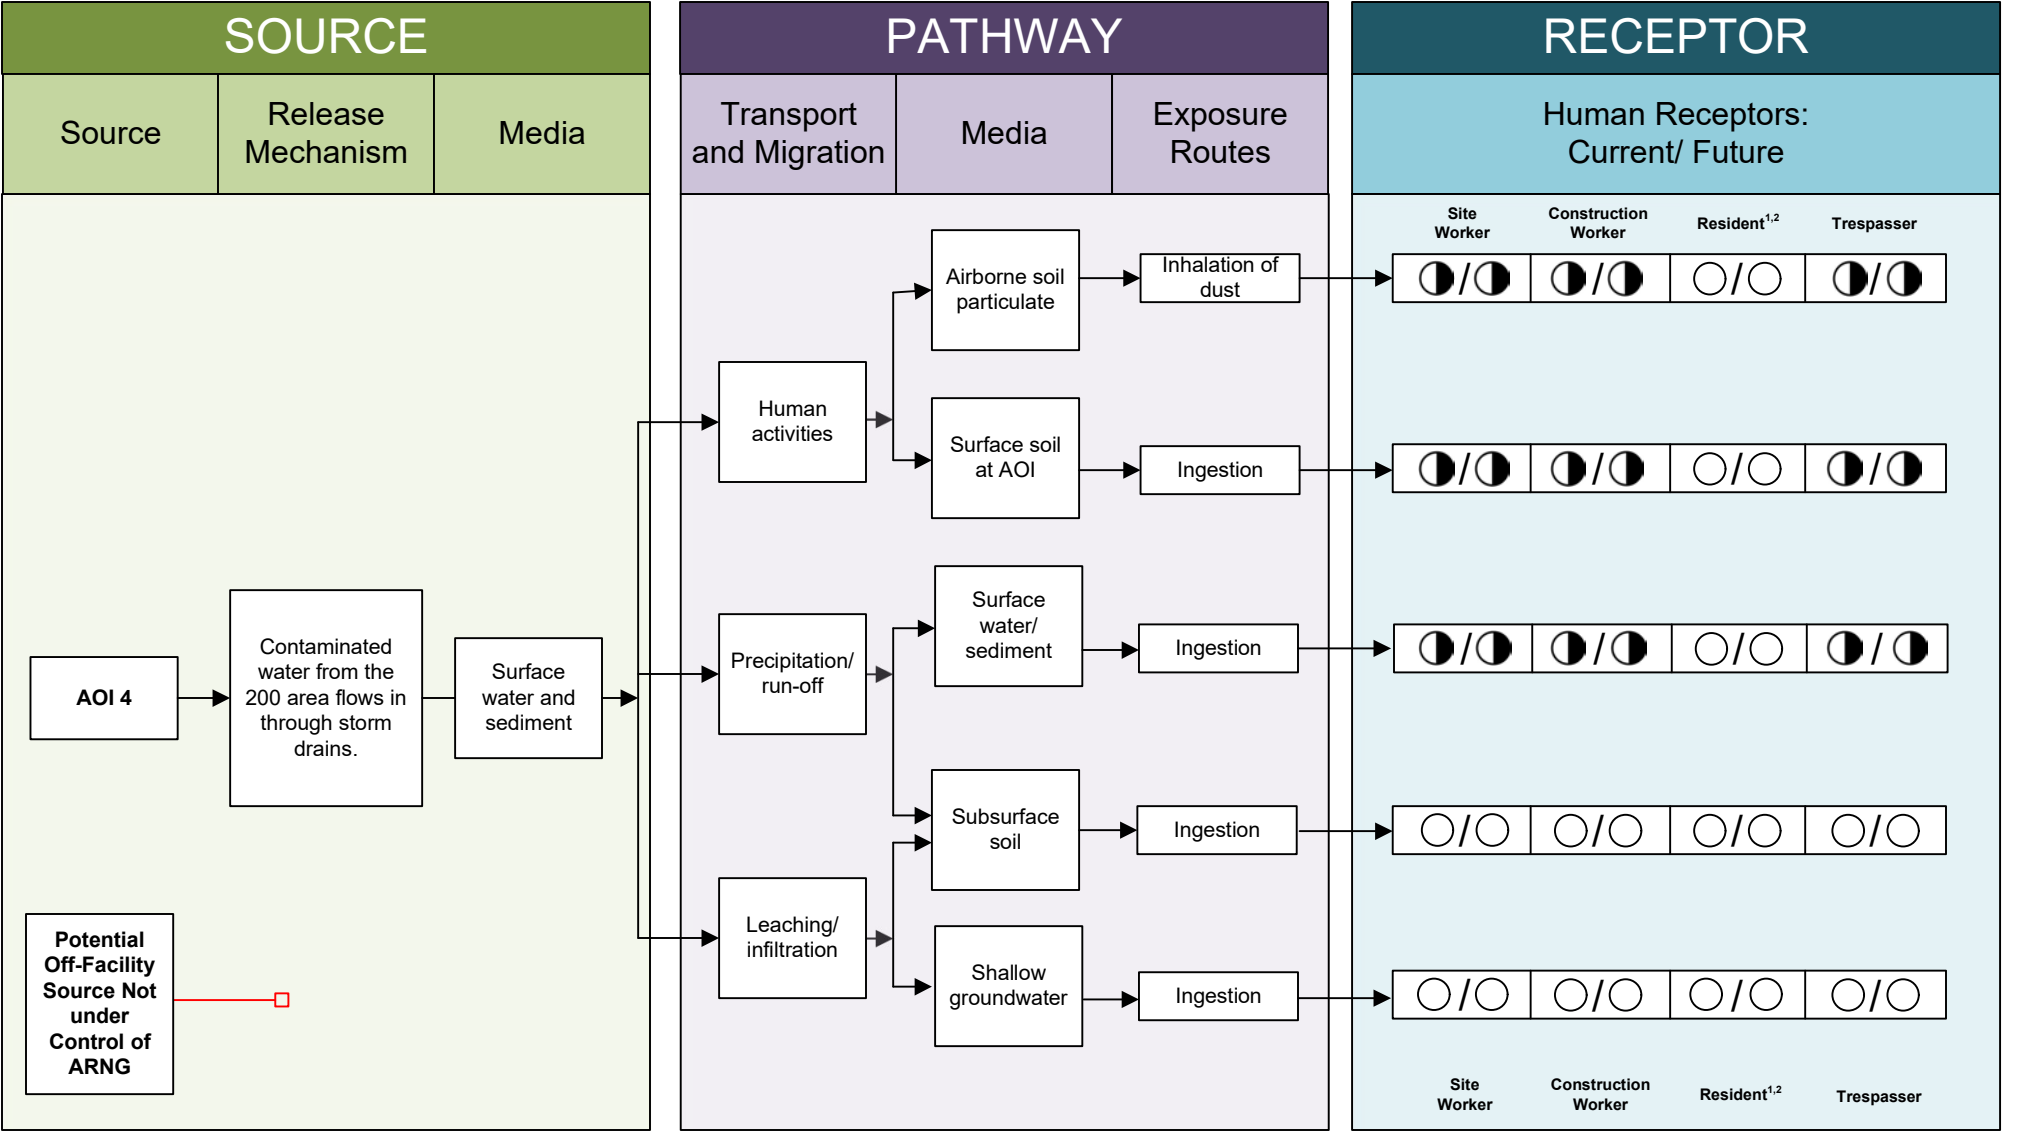 SOURCE
PATHWAY
RECEPTOR
Source
Release
Mechanism
Media
Transport
and Migration
Media
Exposure
Routes
Human Receptors:
Current/ Future
Site
Worker
Construction
Worker
Resident1,2
Trespasser
Airborne soil
particulate
Inhalation of
dust
/
/
/
/
Human
activities
Surface soil
at AOI
Ingestion
/
/
/
/
AOI 4
Contaminated
water from the
200 area flows in
through storm
drains.
Surface
water and
sediment
Precipitation/
run-off
Surface
water/
sediment
Ingestion
/
/
/
/
Subsurface
soil
Ingestion
/
/
/
/
Leaching/
infiltration
Shallow
groundwater
Ingestion
/
/
/
/
Potential
Off-Facility
Source Not
under
Control of
ARNG
Site
Worker
Construction
Worker
Resident1,2
Trespasser